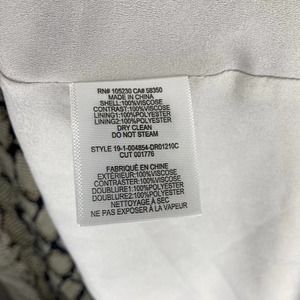 RN# 105230 CA# 58350
MADE IN CHINA
SHELL:100%VISCOSE
CONTRAST:100%VISCOSE
LINING1:100%POLYESTER
LINING2:100%POLYESTER
DRY CLEAN
DO NOT STEAM
STYLE 19-1-004854-DR01210C
CUT 001776
FABRIQUÉ EN CHINE
EXTERIEUR:100%VISCOSE
CONTRASTER:100%VISCOSE
DOUBLURE1:100%POLYESTER
DOUBLURE2:100%POLYESTER
NETTOYAGE À SEC
NE PAS EXPOSER À LA VAPEUR